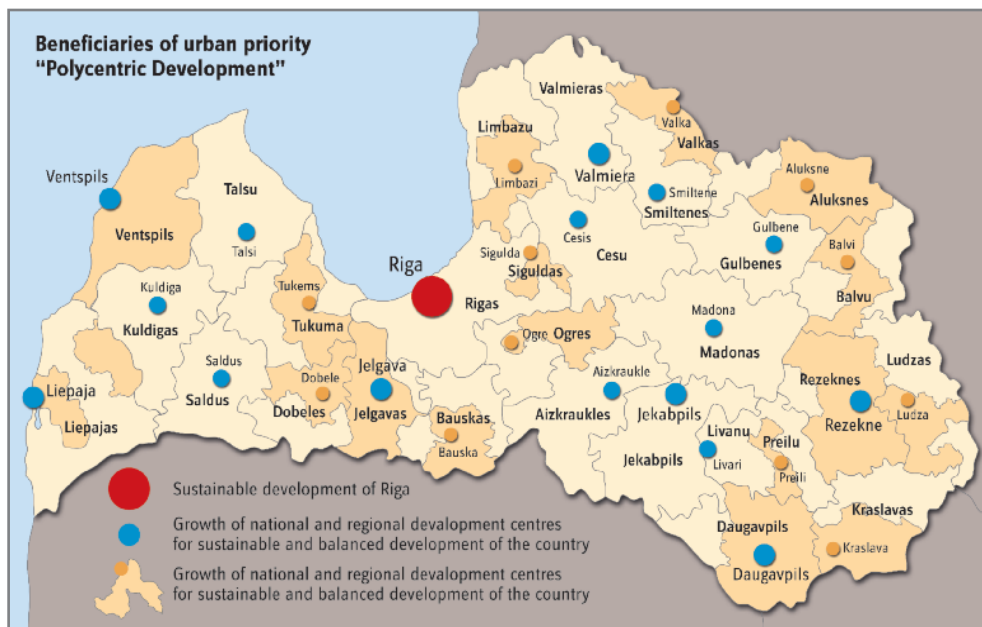 Beneficiaries of urban priority
“Polycentric Development”
Valmieras
Limbazu
Valka
Valkas
Ventspils
Talsu
Limbazi
Valmiera
Aluksne
Smiltene
Aluksnes
Smiltenes
Ventspils
Talsi
Cesis
Gulbene
Balvi
Sigulda
Cesu
Gulbenes
Riga
Siguldas
Kuldiga
Tukems
Rigas
Balvu
Kuldigas
Tukuma
Ogre
Ogres
Madona
Madonas
Ludzas
Saldus
Jelgava
Aizkraukle
Rezeknes
Liepaja
Saldus
Dobele
Dobeles
Jelgavas
Bauskas
Aizkraukles
Jekabpils
Ludza
Rezekne
Liepajas
Bauska
Livanu
Preilu
Jekabpils
Livari
Preili
Sustainable development of Riga
Kraslavas
Growth of national and regional development centres
for sustainable and balanced development of the country
Daugavpils
Kraslava
Daugavpils
Growth of national and regional development centres
for sustainable and balanced development of the country